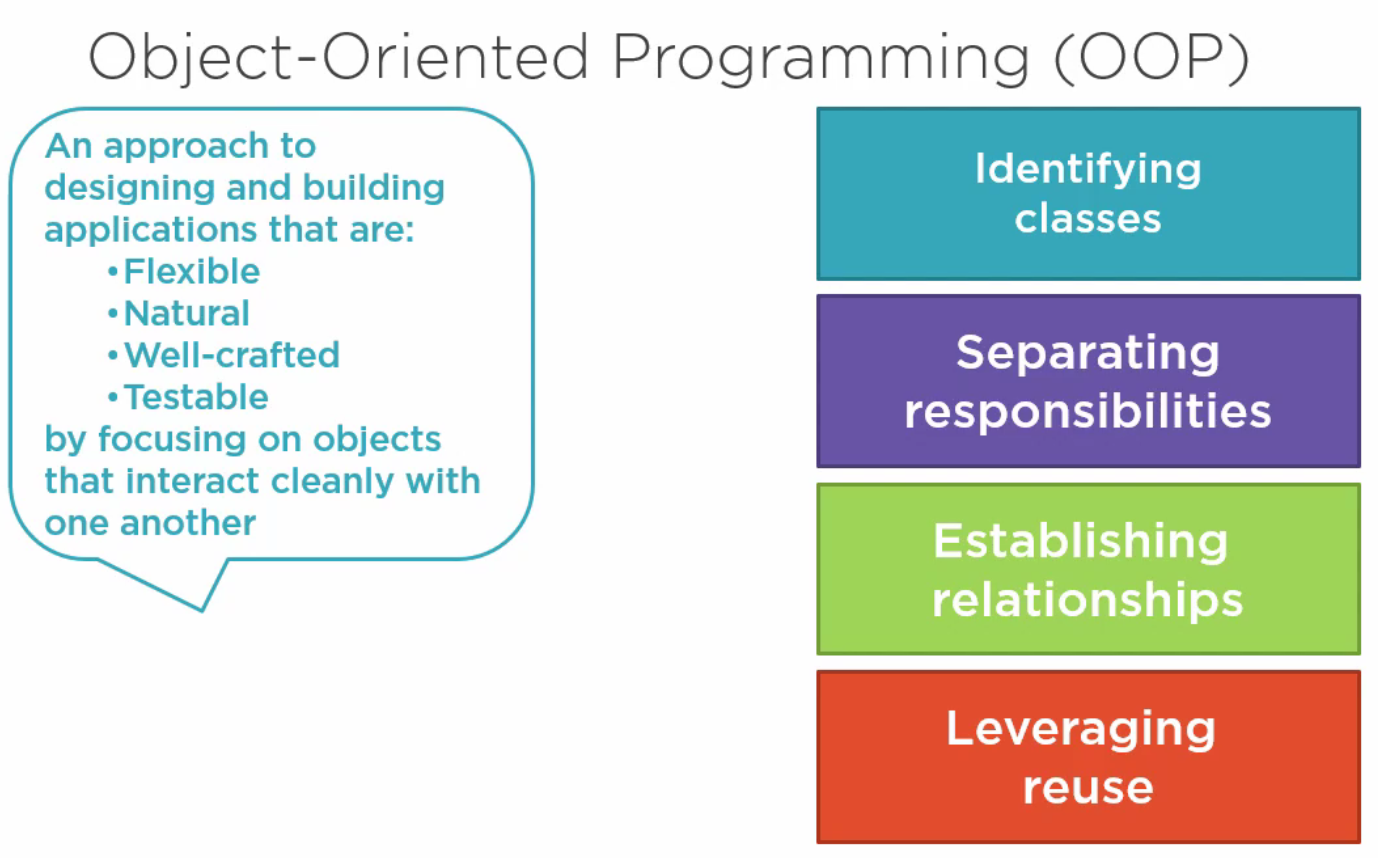 Object-Oriented Programming (OOP)
An approach to
designing and building
applications that are:
•Flexible
•Natural
•Well-crafted
•Testable
by focusing on objects
that interact cleanly with
one another
Identifying
classes
Separating
responsibilities
Establishing
relationships
Leveraging
reuse